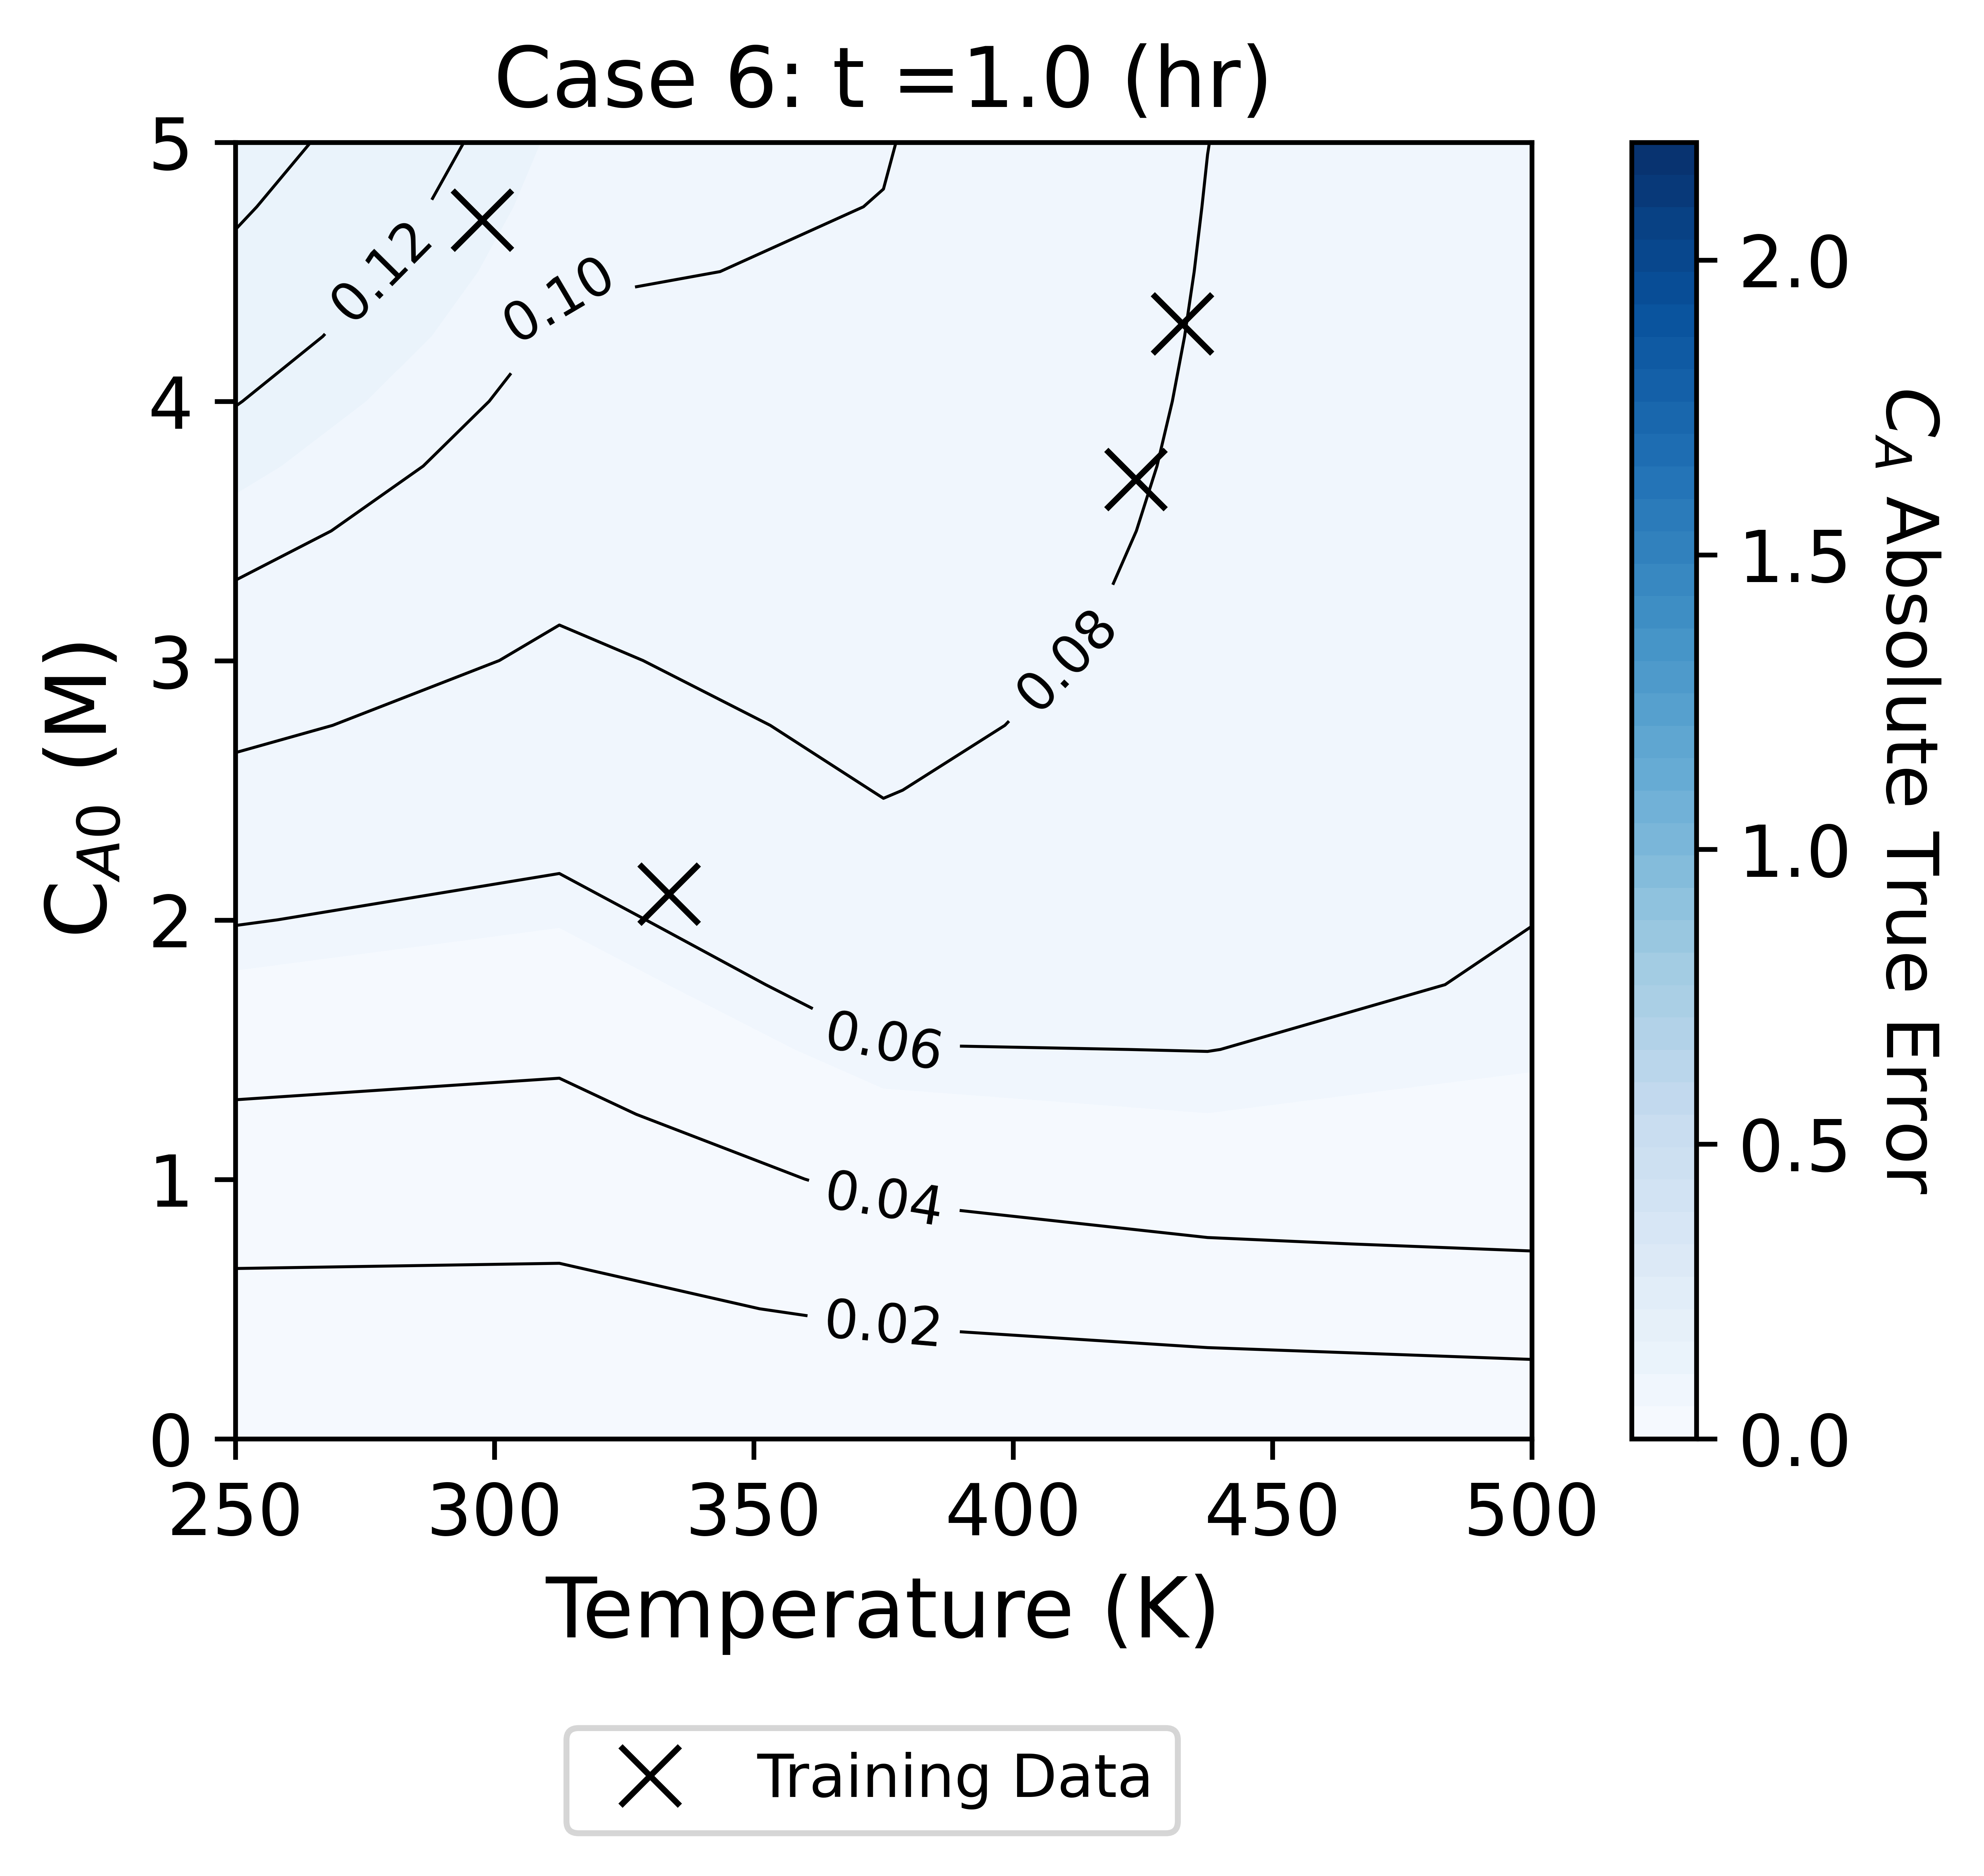 Case 6: t =1.0 (hr)
5
4
3
2
1
0
C_{A0} (M)
0.12
0.10
0.08
0.06
0.04
0.02
250 300 350 400 450 500
Temperature (K)
2.0
1.5
1.0
0.5
0.0
C_A Absolute True Error
Training Data